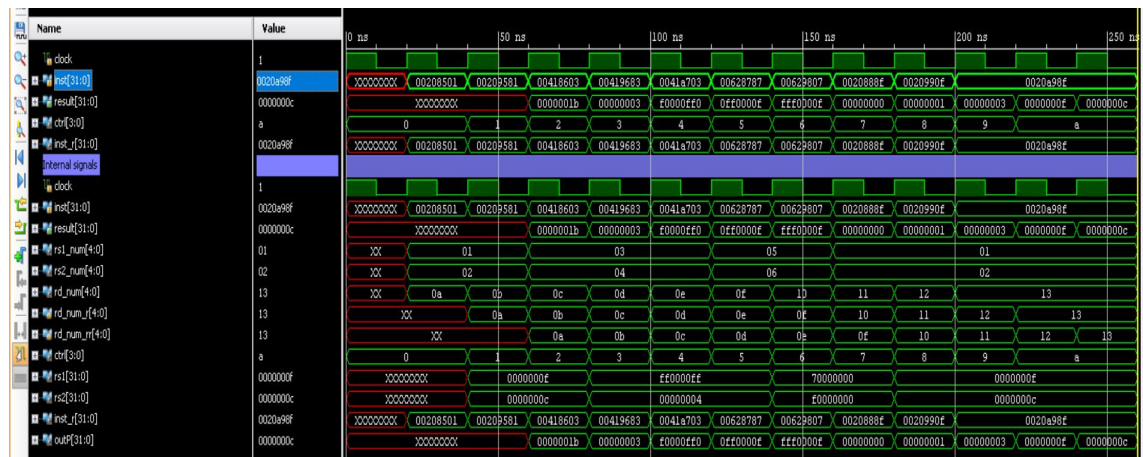 Name Value 0 ns 50 ns 100 ns 150 ns 200 ns 250 ns
clock 1
inst[31:0] 0020a98f XXXXXXXX 00208501 00209581 00418603 00419683 0041a703 00628787 00629807 0020888f 0020990f 0020a98f
result[31:0] 0000000c XXXXXXXX 0000001b 00000003 f0000ff0 0ff0000f fff0000f 00000000 00000001 00000003 0000000f 0000000c
ctrl[3:0] a 0 1 2 3 4 5 6 7 8 9 a
inst_r[31:0] 0020a98f XXXXXXXX 00208501 00209581 00418603 00419683 0041a703 00628787 00629807 0020888f 0020990f 0020a98f
Internal signals
clock 1
inst[31:0] 0020a98f XXXXXXXX 00208501 00209581 00418603 00419683 0041a703 00628787 00629807 0020888f 0020990f 0020a98f
result[31:0] 0000000c XXXXXXXX 0000001b 00000003 f0000ff0 0ff0000f fff0000f 00000000 00000001 00000003 0000000f 0000000c
rs1_num[4:0] 01 XX 01 03 05 01
rs2_num[4:0] 02 XX 02 04 06 02
rd_num[4:0] 13 XX 0a 0b 0c 0d 0e 0f 10 11 12 13
rd_num_r[4:0] 13 XX 0a 0b 0c 0d 0e 0f 10 11 12 13
rd_num_rr[4:0] 13 XX 0a 0b 0c 0d 0e 0f 10 11 12 13
ctrl[3:0] a 0 1 2 3 4 5 6 7 8 9 a
rs1[31:0] 0000000f XXXXXXXX 0000000f ff0000ff 70000000 0000000f
rs2[31:0] 0000000c XXXXXXXX 0000000c 00000004 f0000000 0000000c
inst_r[31:0] 0020a98f XXXXXXXX 00208501 00209581 00418603 00419683 0041a703 00628787 00629807 0020888f 0020990f 0020a98f
outP[31:0] 0000000c XXXXXXXX 0000001b 00000003 f0000ff0 0ff0000f fff0000f 00000000 00000001 00000003 0000000f 0000000c